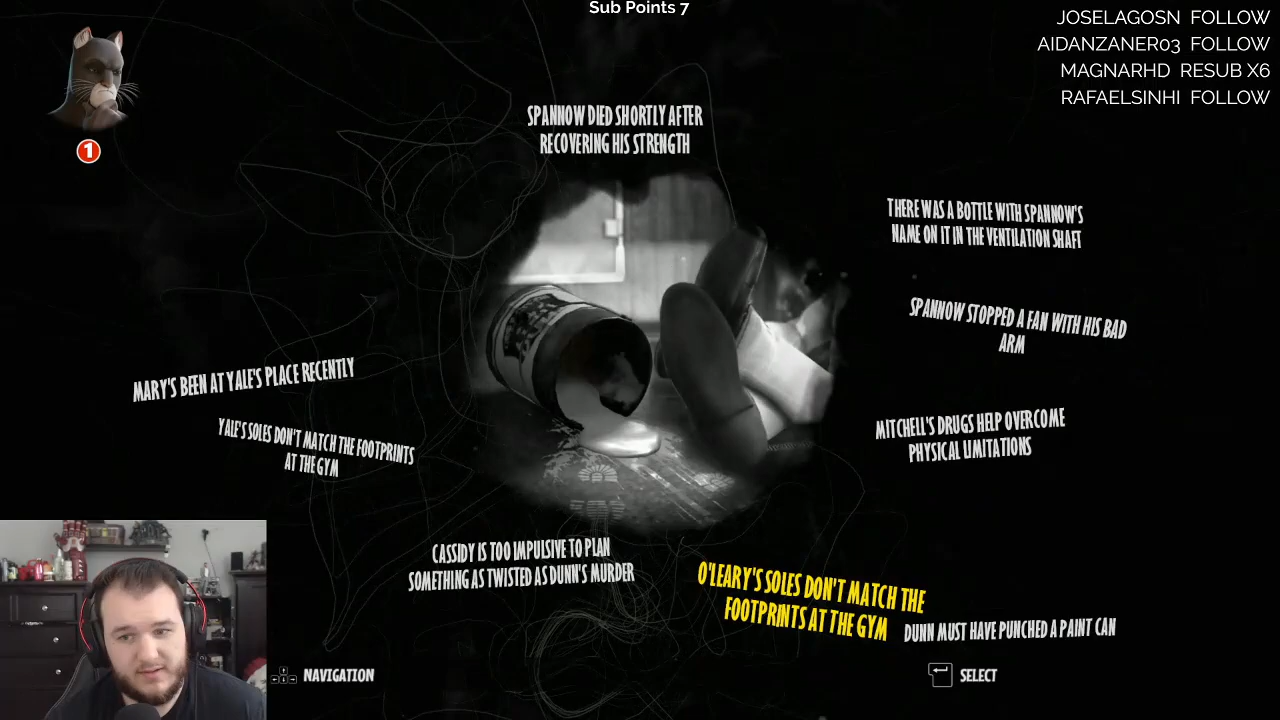 Sub Points 7
JOSELAGOSN FOLLOW
AIDANZANER03 FOLLOW
MAGNARHD RESUB X6
RAFAELSINHI FOLLOW
1
SPANNOW DIED SHORTLY AFTER
RECOVERING HIS STRENGTH
THERE WAS A BOTTLE WITH SPANNOW'S
NAME ON IT IN THE VENTILATION SHAFT
SPANNOW STOPPED A FAN WITH HIS BAD
ARM
MARY'S BEEN AT YALE'S PLACE RECENTLY
YALE'S SOLES DON'T MATCH THE FOOTPRINTS
AT THE GYM
MITCHELL'S DRUGS HELP OVERCOME
PHYSICAL LIMITATIONS
CASSIDY IS TOO IMPULSIVE TO PLAN
SOMETHING AS TWISTED AS DUNN'S MURDER
O'LEARY'S SOLES DON'T MATCH THE
FOOTPRINTS AT THE GYM
DUNN MUST HAVE PUNCHED A PAINT CAN
NAVIGATION
SELECT